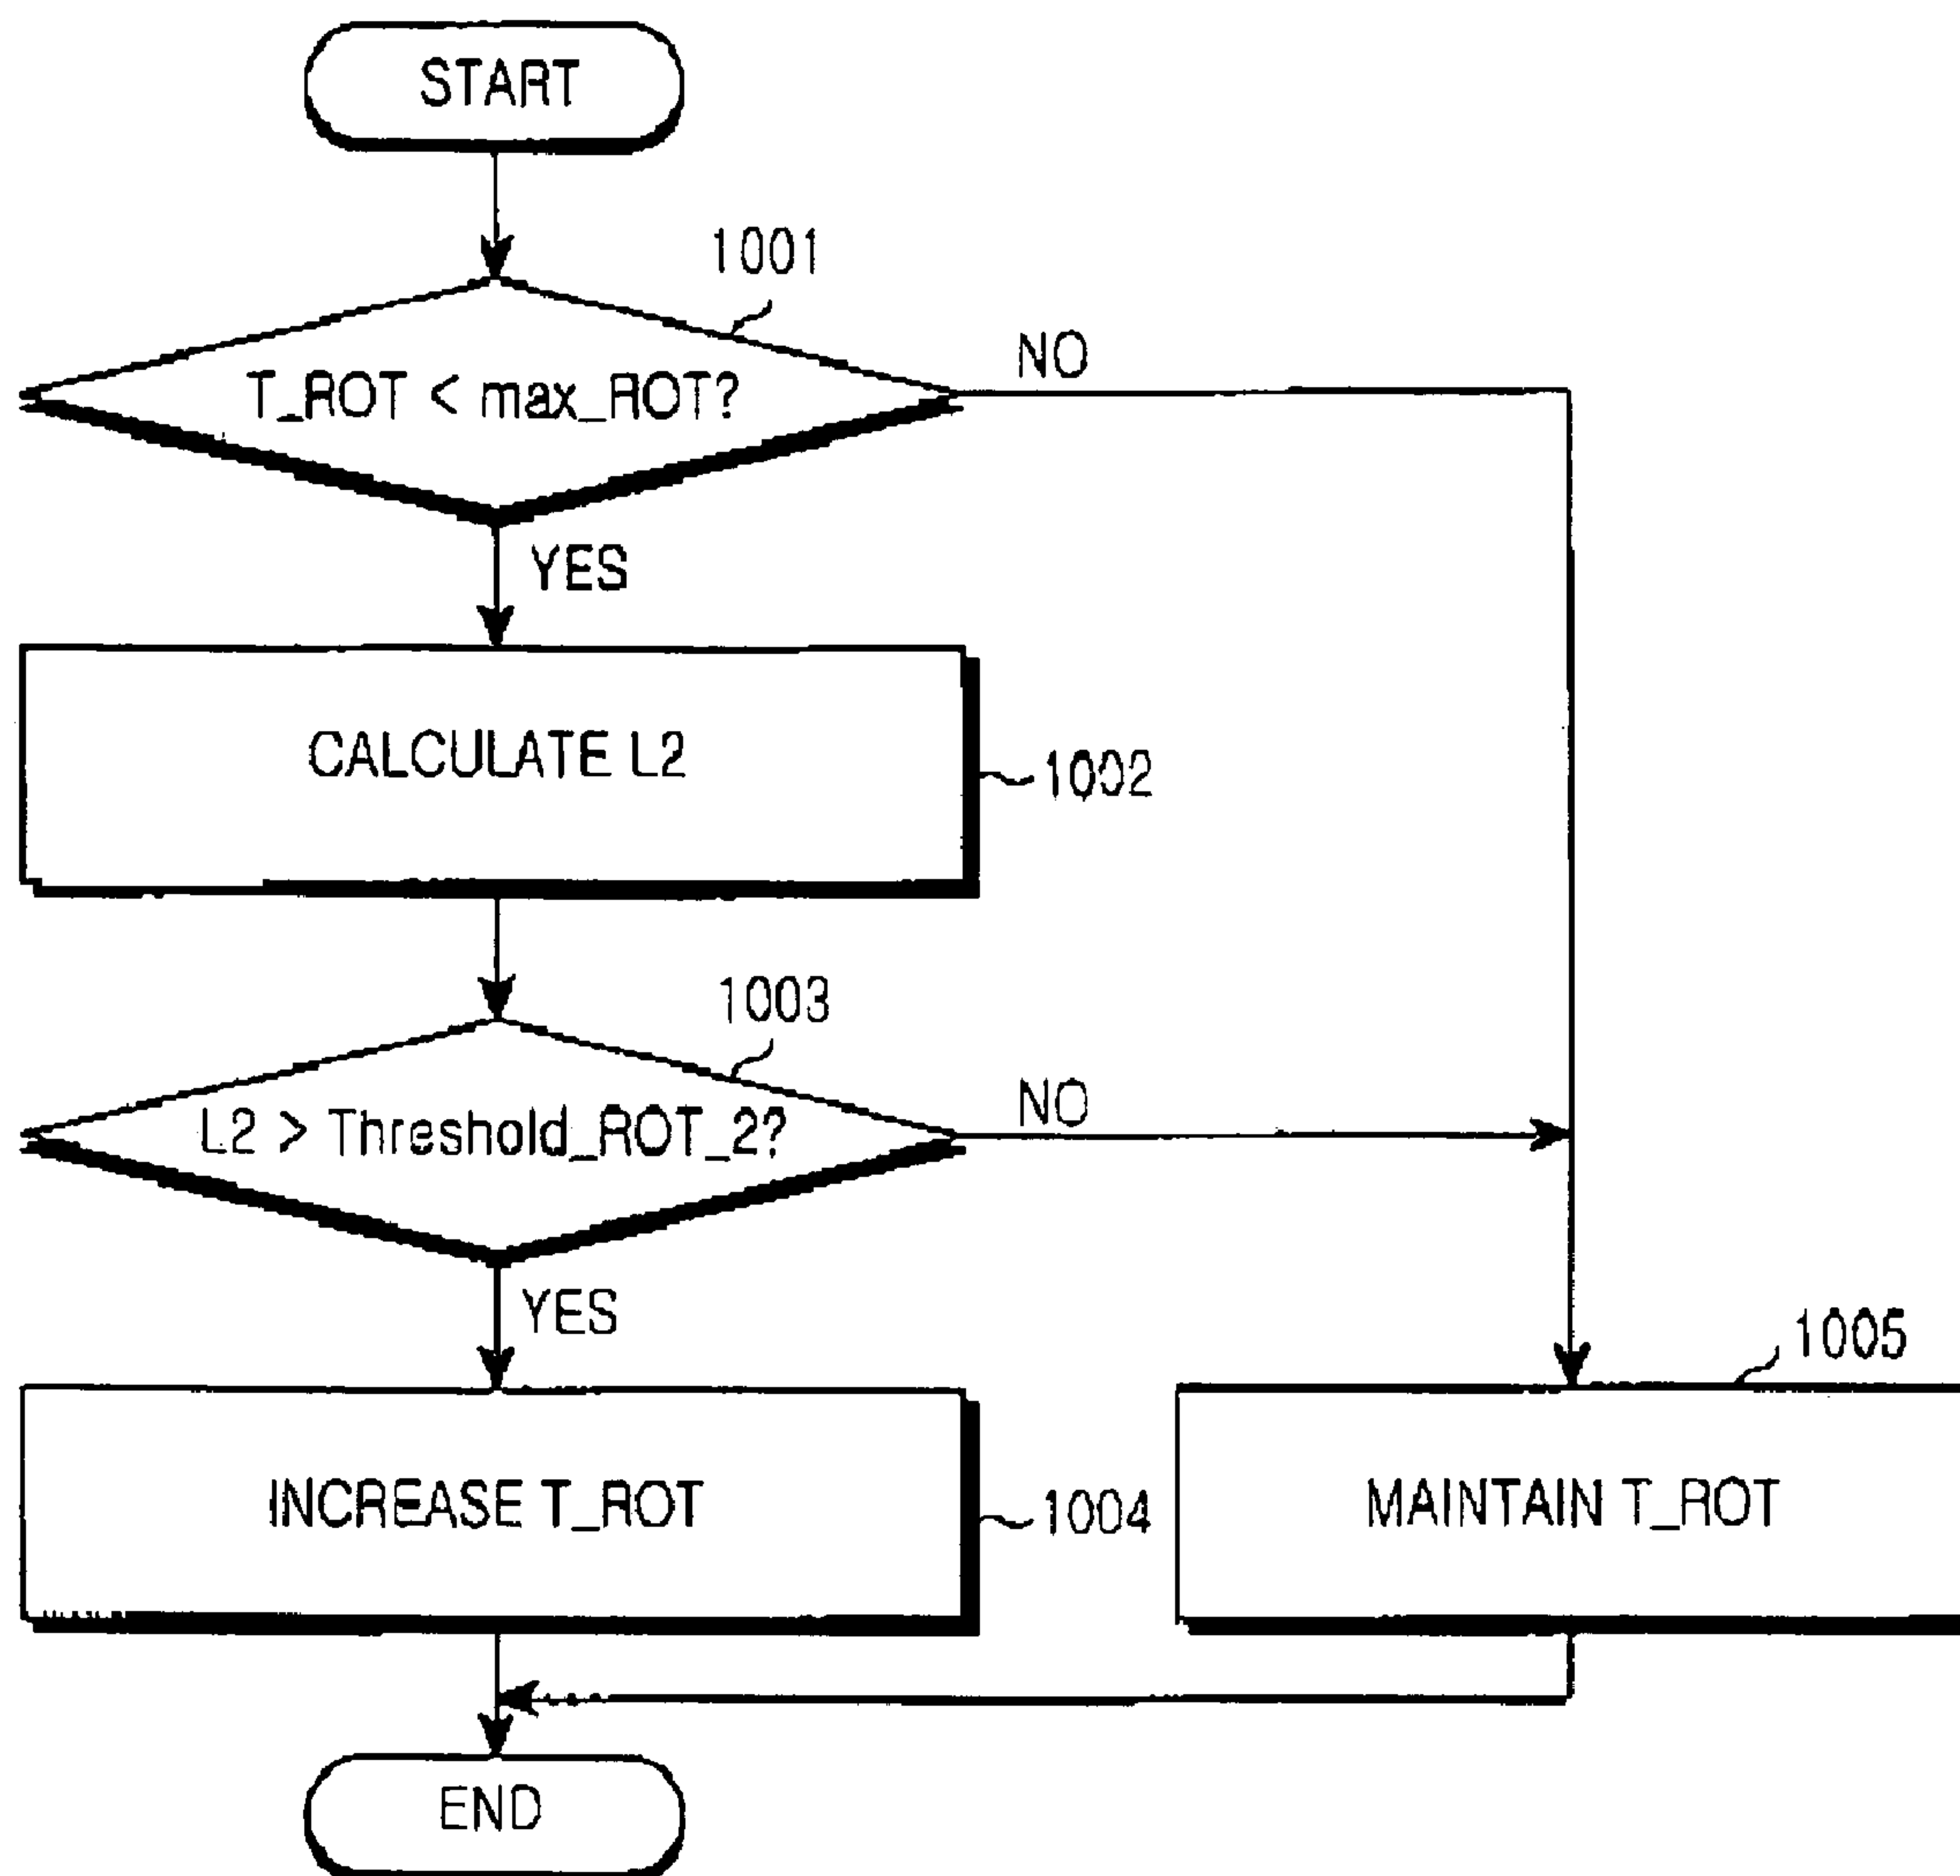 START
1001
T_ROT < max_ROT?
NO
YES
CALCULATE L2
1002
1003
L2 > Threshold_ROT_2?
NO
YES
1005
INCREASE T_ROT
1004
MAINTAIN T_ROT
END